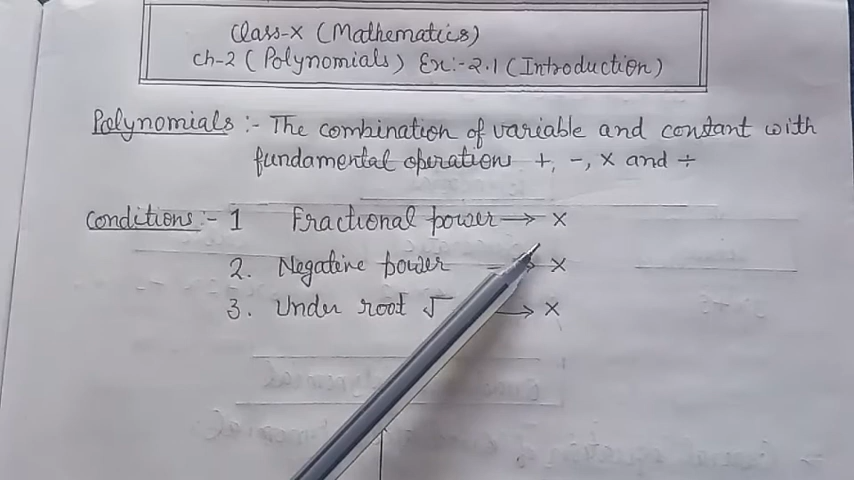 Class-X (Mathematics)
Ch-2 (Polynomials) Ex:-2.1 (Introduction)
Polynomials :- The combination of variable and constant with
fundamental operations +, -, × and ÷
Conditions :- 1 Fractional power → ×
2. Negative power → ×
3. Under root √ → ×